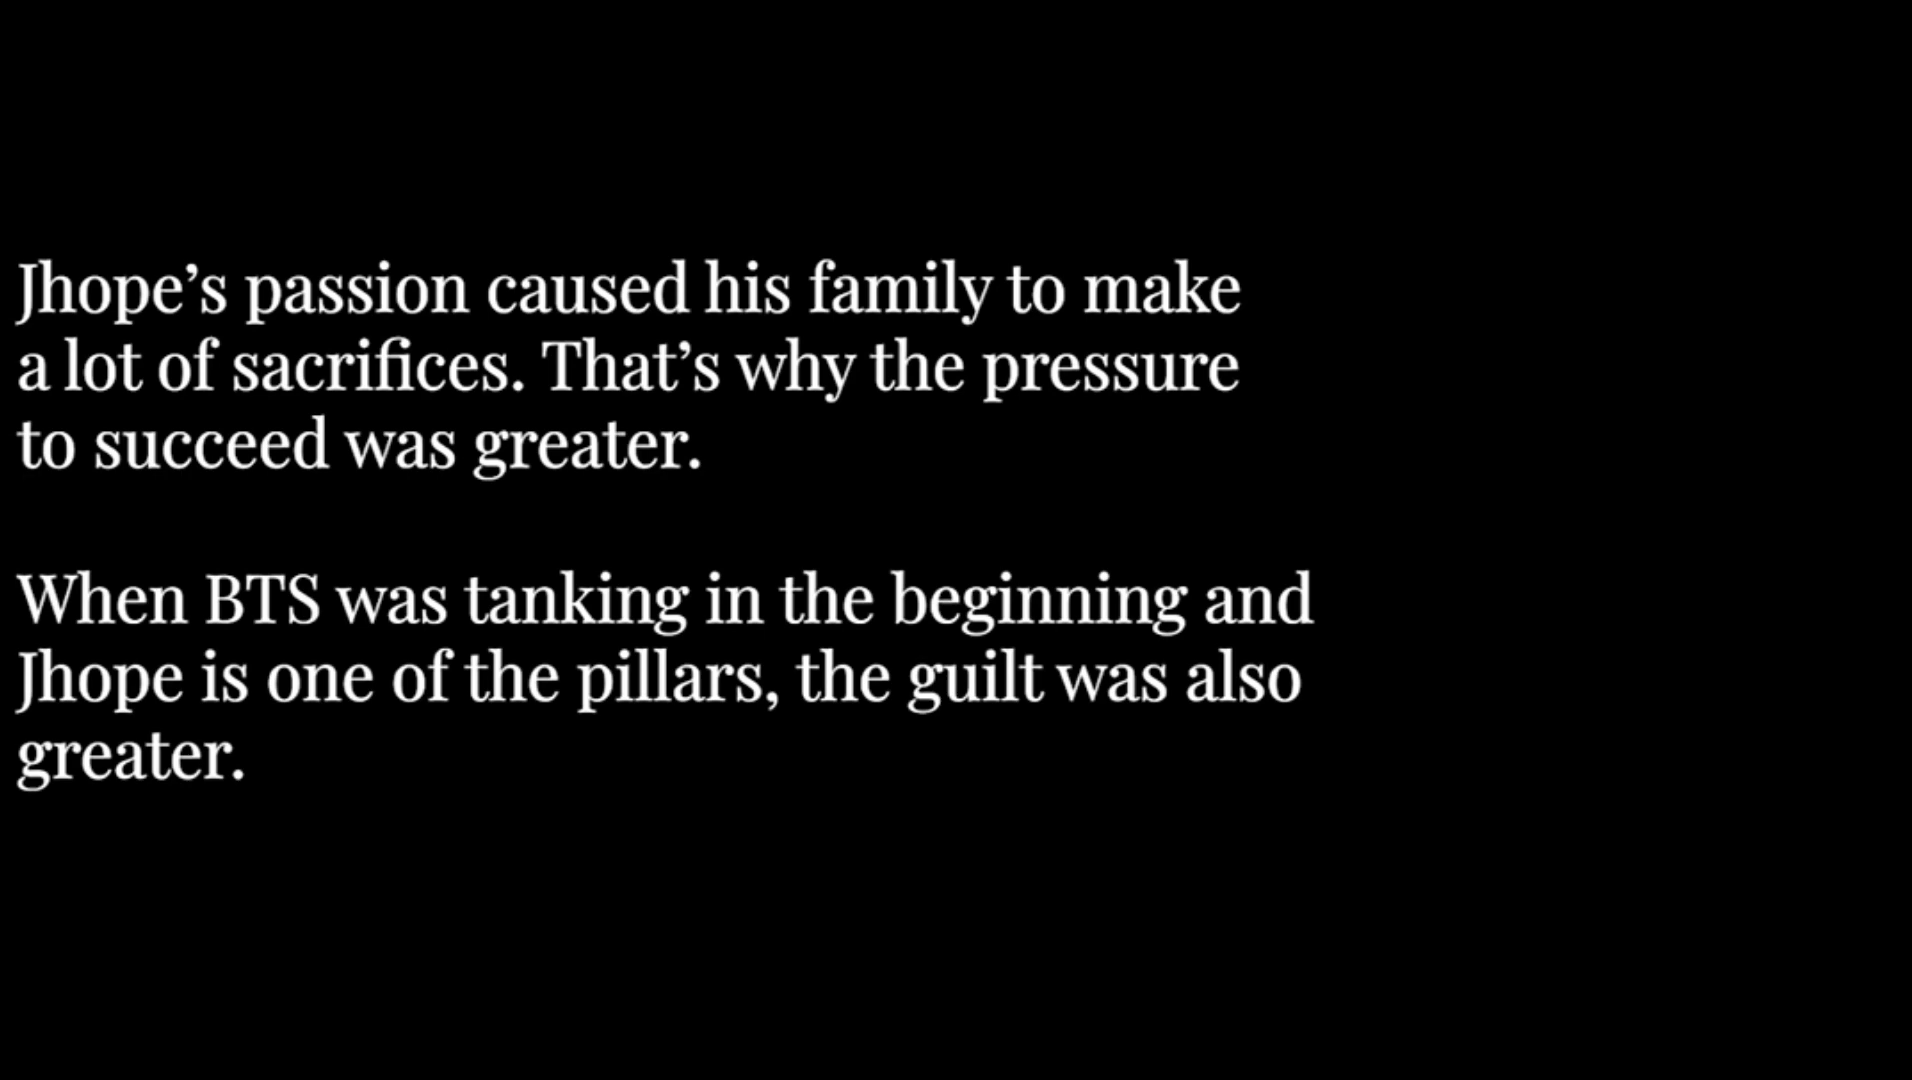 Jhope’s passion caused his family to make
a lot of sacrifices. That’s why the pressure
to succeed was greater.
When BTS was tanking in the beginning and
Jhope is one of the pillars, the guilt was also
greater.